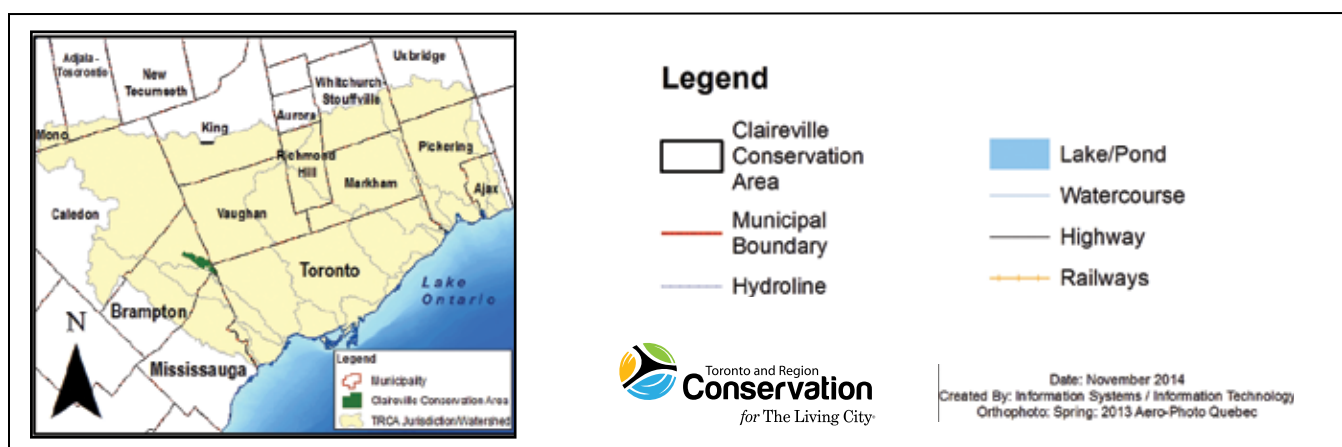 Adjala -
Tosorontio
New
Tecumseth
Uxbridge
Whitchurch-
Stouffville
Aurora
King
Mono
Richmond
Hill
Pickering
Markham
Ajax
Caledon
Vaughan
Toronto
Lake
Ontario
Brampton
N
Mississauga
Legend
Municipality
Claireville Conservation Area
TRCA Jurisdiction/Watershed
Legend
Claireville
Conservation
Area
Municipal
Boundary
Hydroline
Lake/Pond
Watercourse
Highway
Railways
Toronto and Region
Conservation
for The Living City®
Date: November 2014
Created By: Information Systems / Information Technology
Orthophoto: Spring: 2013 Aero-Photo Quebec